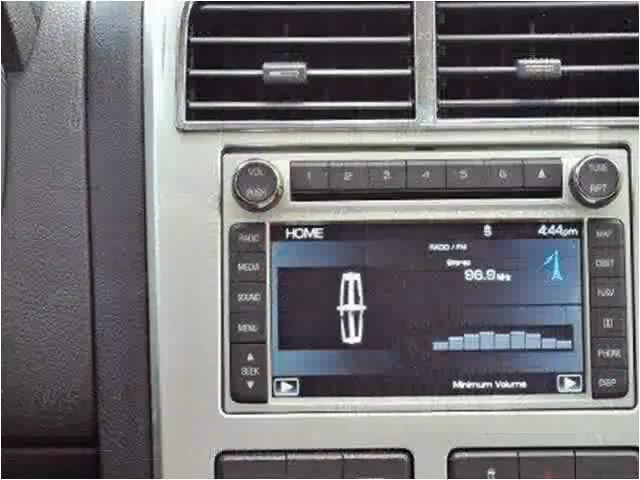 VOL
PUSH
1 2 3 4 5 6
TUNE
RPT
HOME 4:44pm
RADIO / FM
Stereo
96.9 MHz
Minimum Volume
RADIO
MEDIA
SOUND
MENU
SEEK
MAP
DEST
NAV
PHONE
DISP